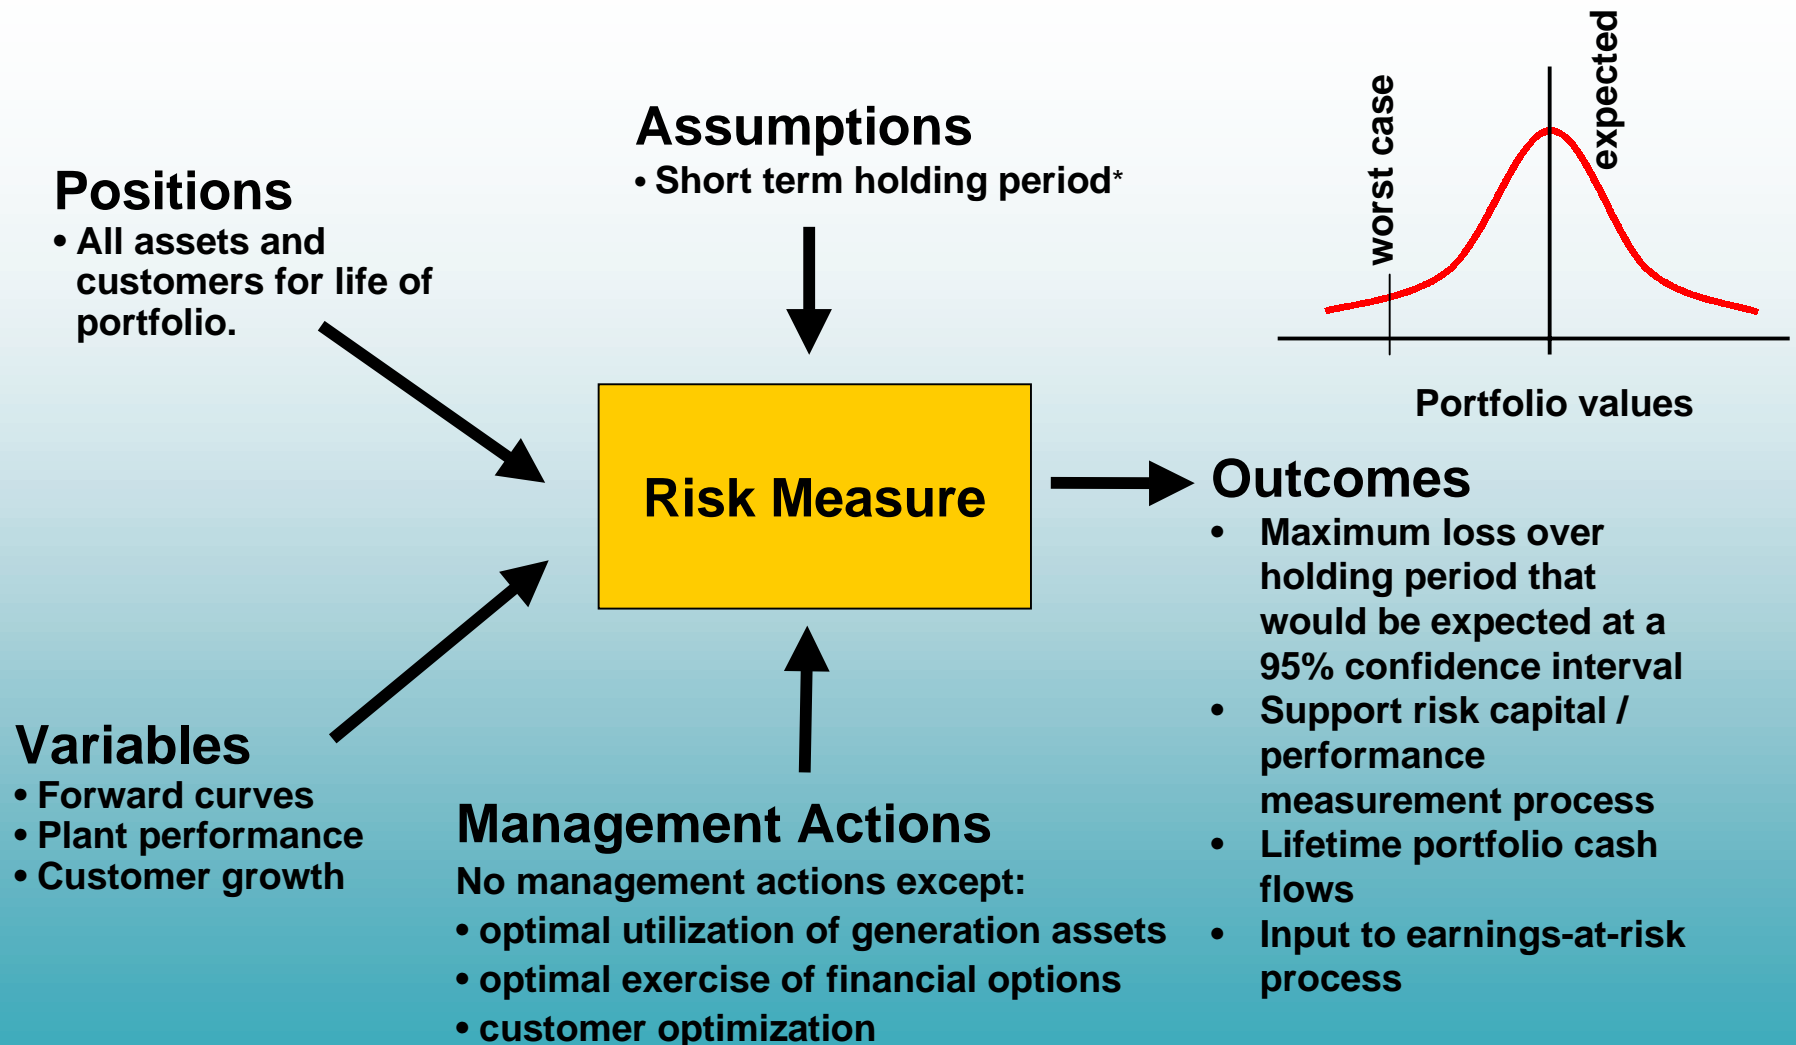 Positions
• All assets and
customers for life of
portfolio.
Assumptions
• Short term holding period*
worst case
expected
Portfolio values
Risk Measure
Variables
• Forward curves
• Plant performance
• Customer growth
Management Actions
No management actions except:
• optimal utilization of generation assets
• optimal exercise of financial options
• customer optimization
Outcomes
• Maximum loss over
holding period that
would be expected at a
95% confidence interval
• Support risk capital /
performance
measurement process
• Lifetime portfolio cash
flows
• Input to earnings-at-risk
process